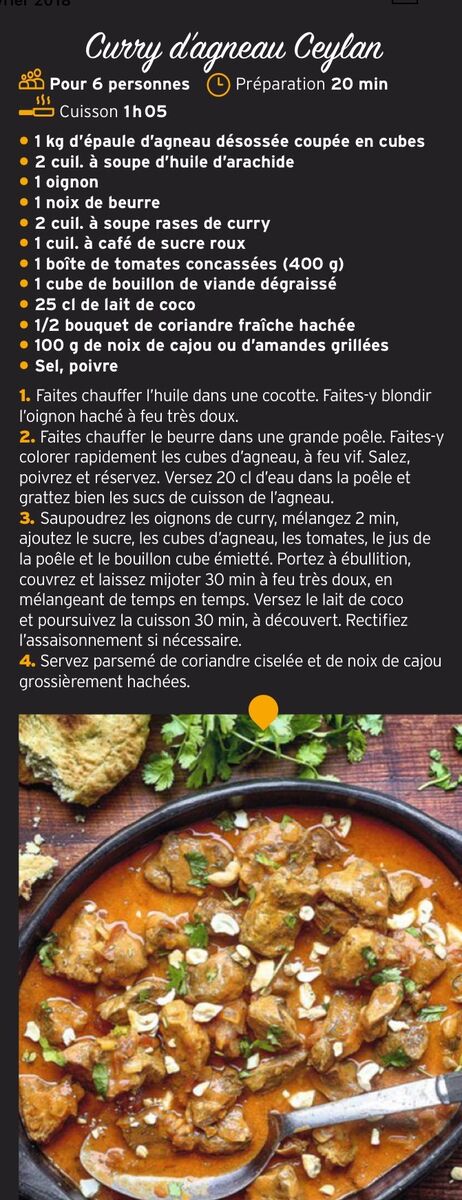 Curry d'agneau Ceylan
Pour 6 personnes Préparation 20 min
Cuisson 1 h 05
• 1 kg d'épaule d'agneau désossée coupée en cubes
• 2 cuil. à soupe d'huile d'arachide
• 1 oignon
• 1 noix de beurre
• 2 cuil. à soupe rases de curry
• 1 cuil. à café de sucre roux
• 1 boîte de tomates concassées (400 g)
• 1 cube de bouillon de viande dégraissé
• 25 cl de lait de coco
• 1/2 bouquet de coriandre fraîche hachée
• 100 g de noix de cajou ou d'amandes grillées
• Sel, poivre
1. Faites chauffer l'huile dans une cocotte. Faites-y blondir
l'oignon haché à feu très doux.
2. Faites chauffer le beurre dans une grande poêle. Faites-y
colorer rapidement les cubes d'agneau, à feu vif. Salez,
poivrez et réservez. Versez 20 cl d'eau dans la poêle et
grattez bien les sucs de cuisson de l'agneau.
3. Saupoudrez les oignons de curry, mélangez 2 min,
ajoutez le sucre, les cubes d'agneau, les tomates, le jus de
la poêle et le bouillon cube émietté. Portez à ébullition,
couvrez et laissez mijoter 30 min à feu très doux, en
mélangeant de temps en temps. Versez le lait de coco
et poursuivez la cuisson 30 min, à découvert. Rectifiez
l'assaisonnement si nécessaire.
4. Servez parsemé de coriandre ciselée et de noix de cajou
grossièrement hachées.